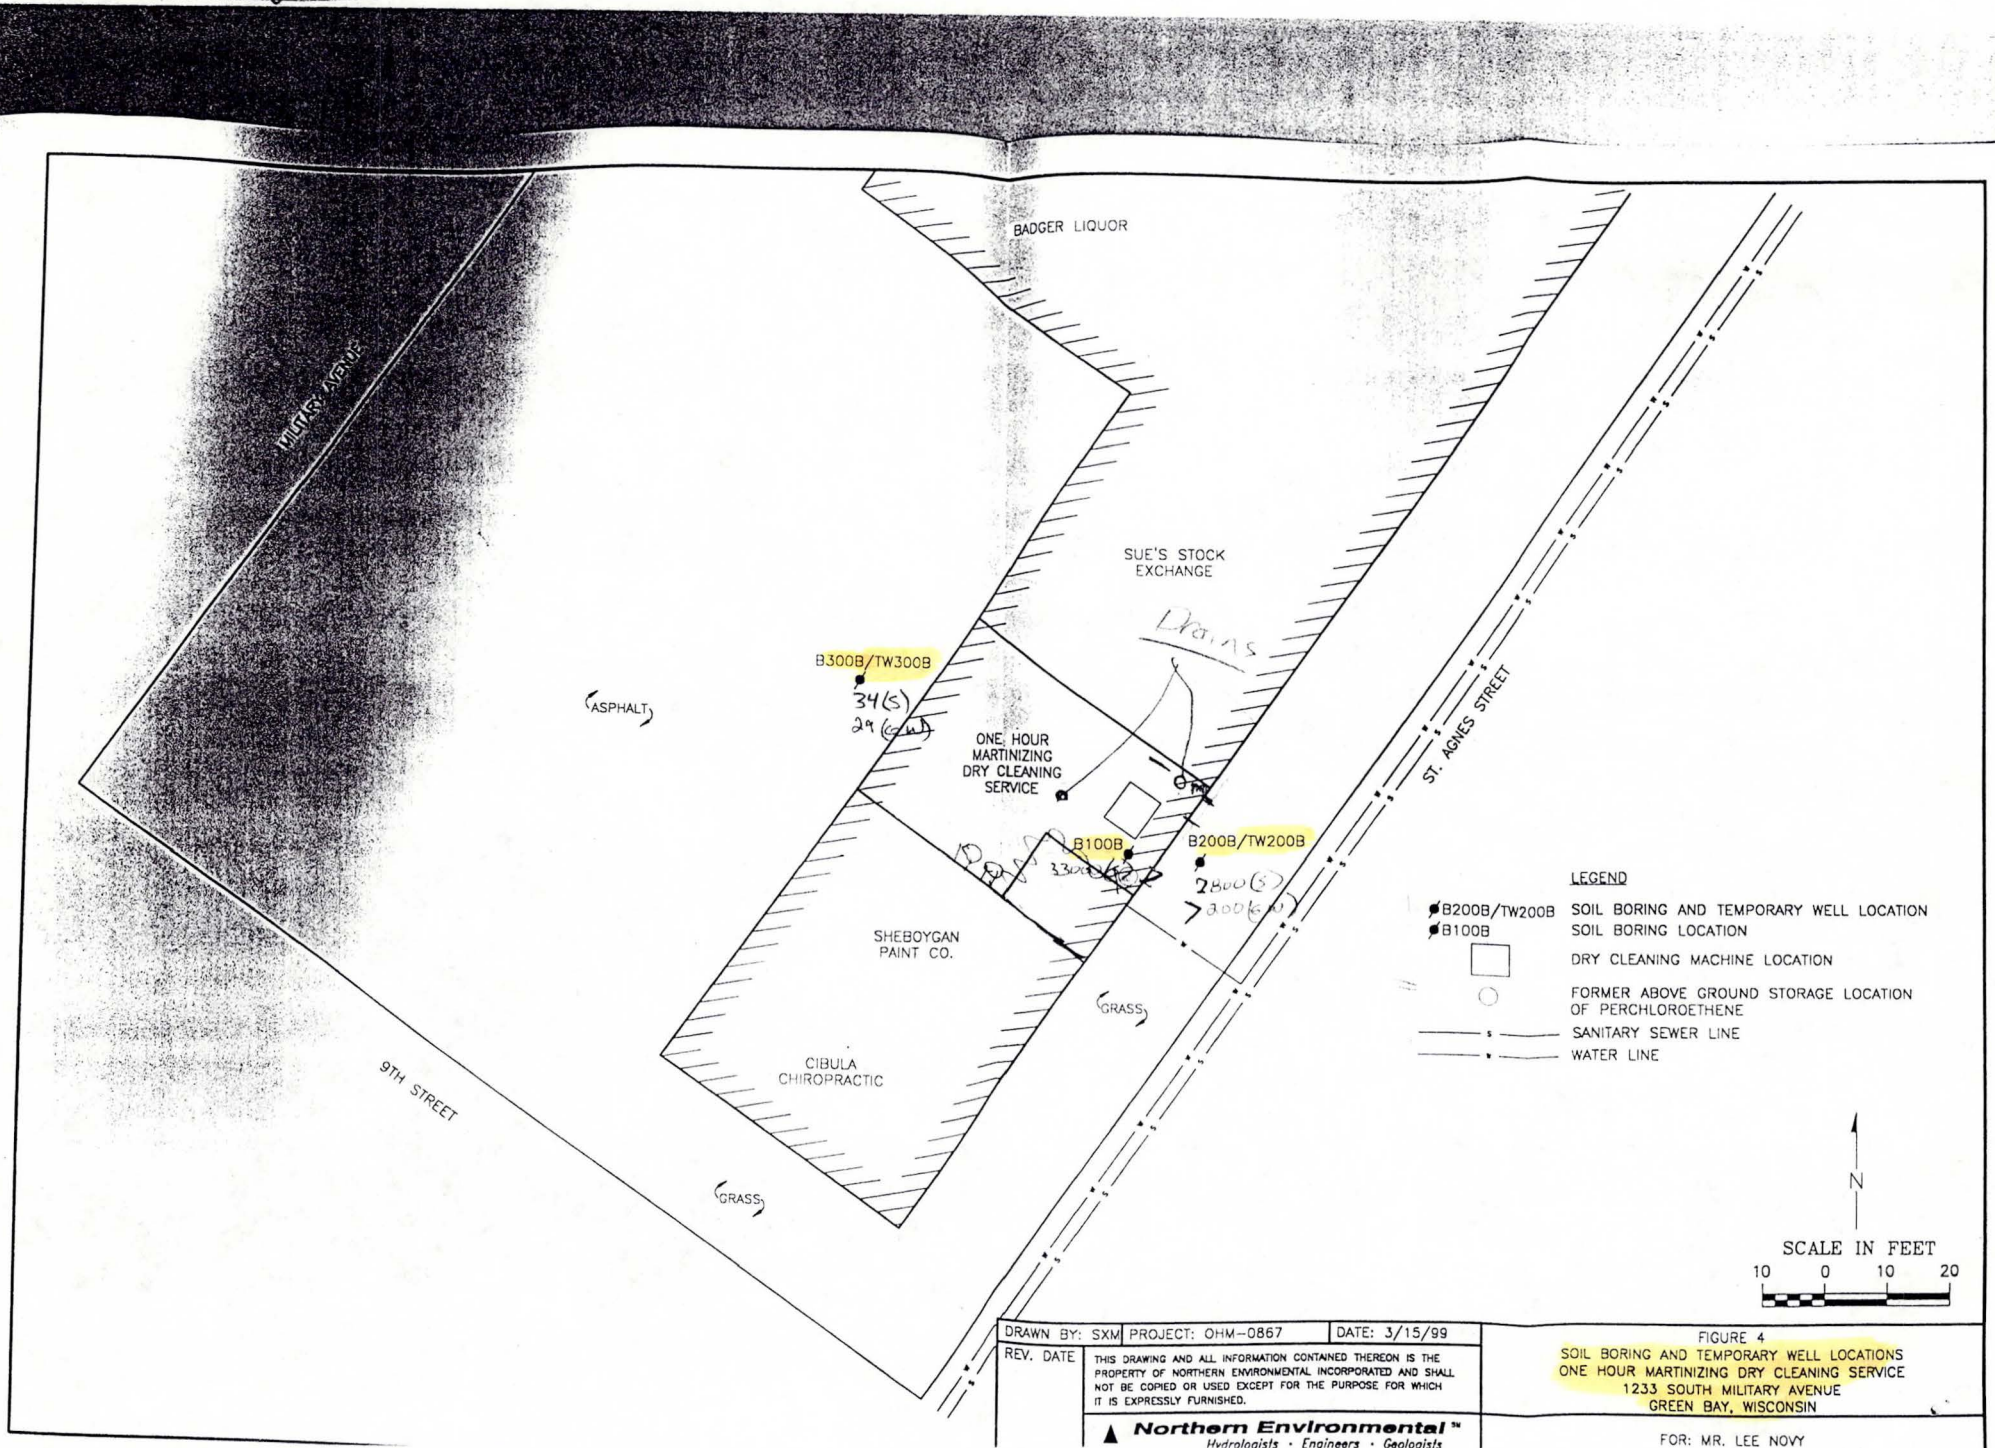 BADGER LIQUOR
MILITARY AVENUE
SUE'S STOCK
EXCHANGE
Drains
B300B/TW300B
34(S)
29(GW)
ASPHALT
ONE HOUR
MARTINIZING
DRY CLEANING
SERVICE
ST. AGNES STREET
B100B
B200B/TW200B
2800(S)
200(GW)
SHEBOYGAN
PAINT CO.
GRASS
CIBULA
CHIROPRACTIC
9TH STREET
GRASS
LEGEND
B200B/TW200B SOIL BORING AND TEMPORARY WELL LOCATION
B100B SOIL BORING LOCATION
DRY CLEANING MACHINE LOCATION
FORMER ABOVE GROUND STORAGE LOCATION
OF PERCHLOROETHENE
S SANITARY SEWER LINE
W WATER LINE
N
SCALE IN FEET
10 0 10 20
DRAWN BY: SXM PROJECT: OHM-0867 DATE: 3/15/99
REV. DATE
THIS DRAWING AND ALL INFORMATION CONTAINED THEREON IS THE
PROPERTY OF NORTHERN ENVIRONMENTAL INCORPORATED AND SHALL
NOT BE COPIED OR USED EXCEPT FOR THE PURPOSE FOR WHICH
IT IS EXPRESSLY FURNISHED.
Northern Environmental SM
Hydrologists · Engineers · Geologists
FIGURE 4
SOIL BORING AND TEMPORARY WELL LOCATIONS
ONE HOUR MARTINIZING DRY CLEANING SERVICE
1233 SOUTH MILITARY AVENUE
GREEN BAY, WISCONSIN
FOR: MR. LEE NOVY